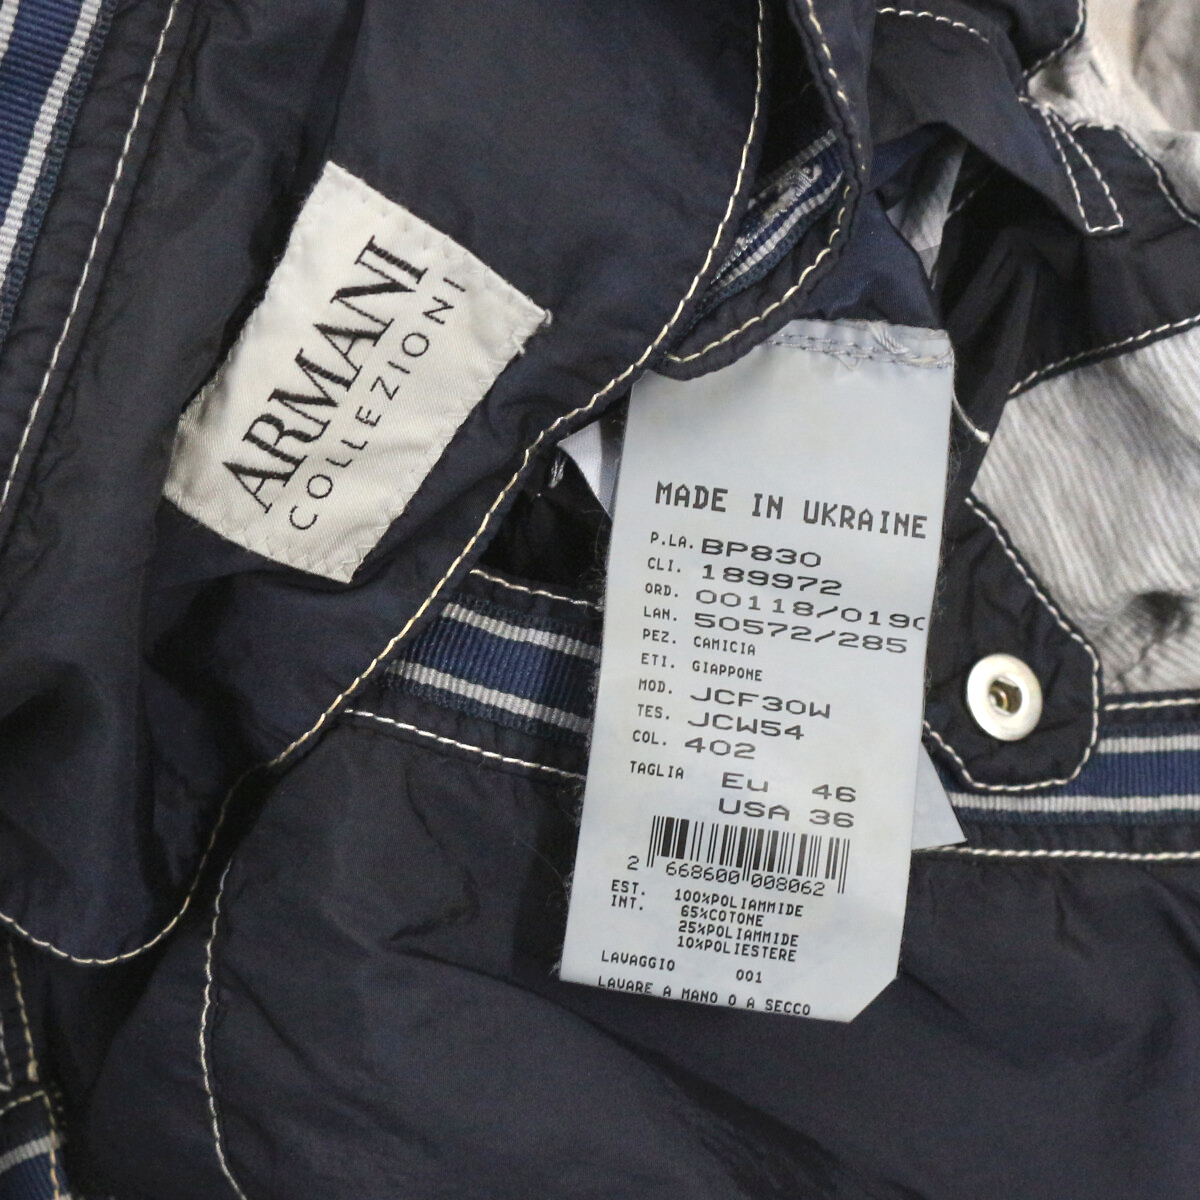 ARMANI
COLLEZIONI
MADE IN UKRAINE
P.LA. BP830
CLI. 189972
ORD. 00118/0190
LAN. 50572/285
PEZ. CAMICIA
ETI. GIAPPONE
MOD. JCF30W
TES. JCW54
COL. 402
TAGLIA Eu 46
USA 36
2 668600 008062
EST. 100%POLIAMMIDE
INT. 65%COTONE
25%POLIAMMIDE
10%POLIESTERE
LAVAGGIO 001
LAVARE A MANO O A SECCO